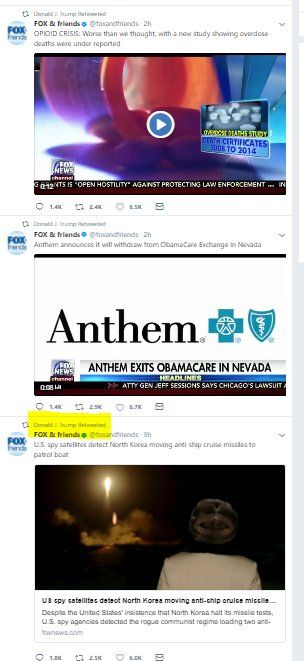 Donald J. Trump Retweeted
FOX & friends @foxandfriends · 2h
OPIOID CRISIS: Worse than we thought, with a new study showing overdose
deaths were under reported
FOX
friends
OVERDOSE DEATHS STUDY
DEATH CERTIFICATES
2008 TO 2014
FOX
NEWS
channel
0:12
IS "OPEN HOSTILITY" AGAINST PROTECTING LAW ENFORCEMENT ... IN
1.4K 2.4K 6.5K
Donald J. Trump Retweeted
FOX & friends @foxandfriends · 2h
Anthem announces it will withdraw from ObamaCare Exchange in Nevada
FOX
friends
Anthem.
FOX
NEWS
channel
ANTHEM EXITS OBAMACARE IN NEVADA
HEADLINES
0:08
ATTY GEN JEFF SESSIONS SAYS CHICAGO'S LAWSUIT
1.4K 2.9K 6.7K
Donald J. Trump Retweeted
FOX & friends @foxandfriends · 3h
U.S. spy satellites detect North Korea moving anti-ship cruise missiles to
patrol boat
FOX
friends
US spy satellites detect North Korea moving anti-ship cruise missile...
Despite the United States' insistence that North Korea halt its missile tests,
U.S. spy agencies detected the rogue communist regime loading two anti-
foxnews.com
1.8K 2.5K 6.0K